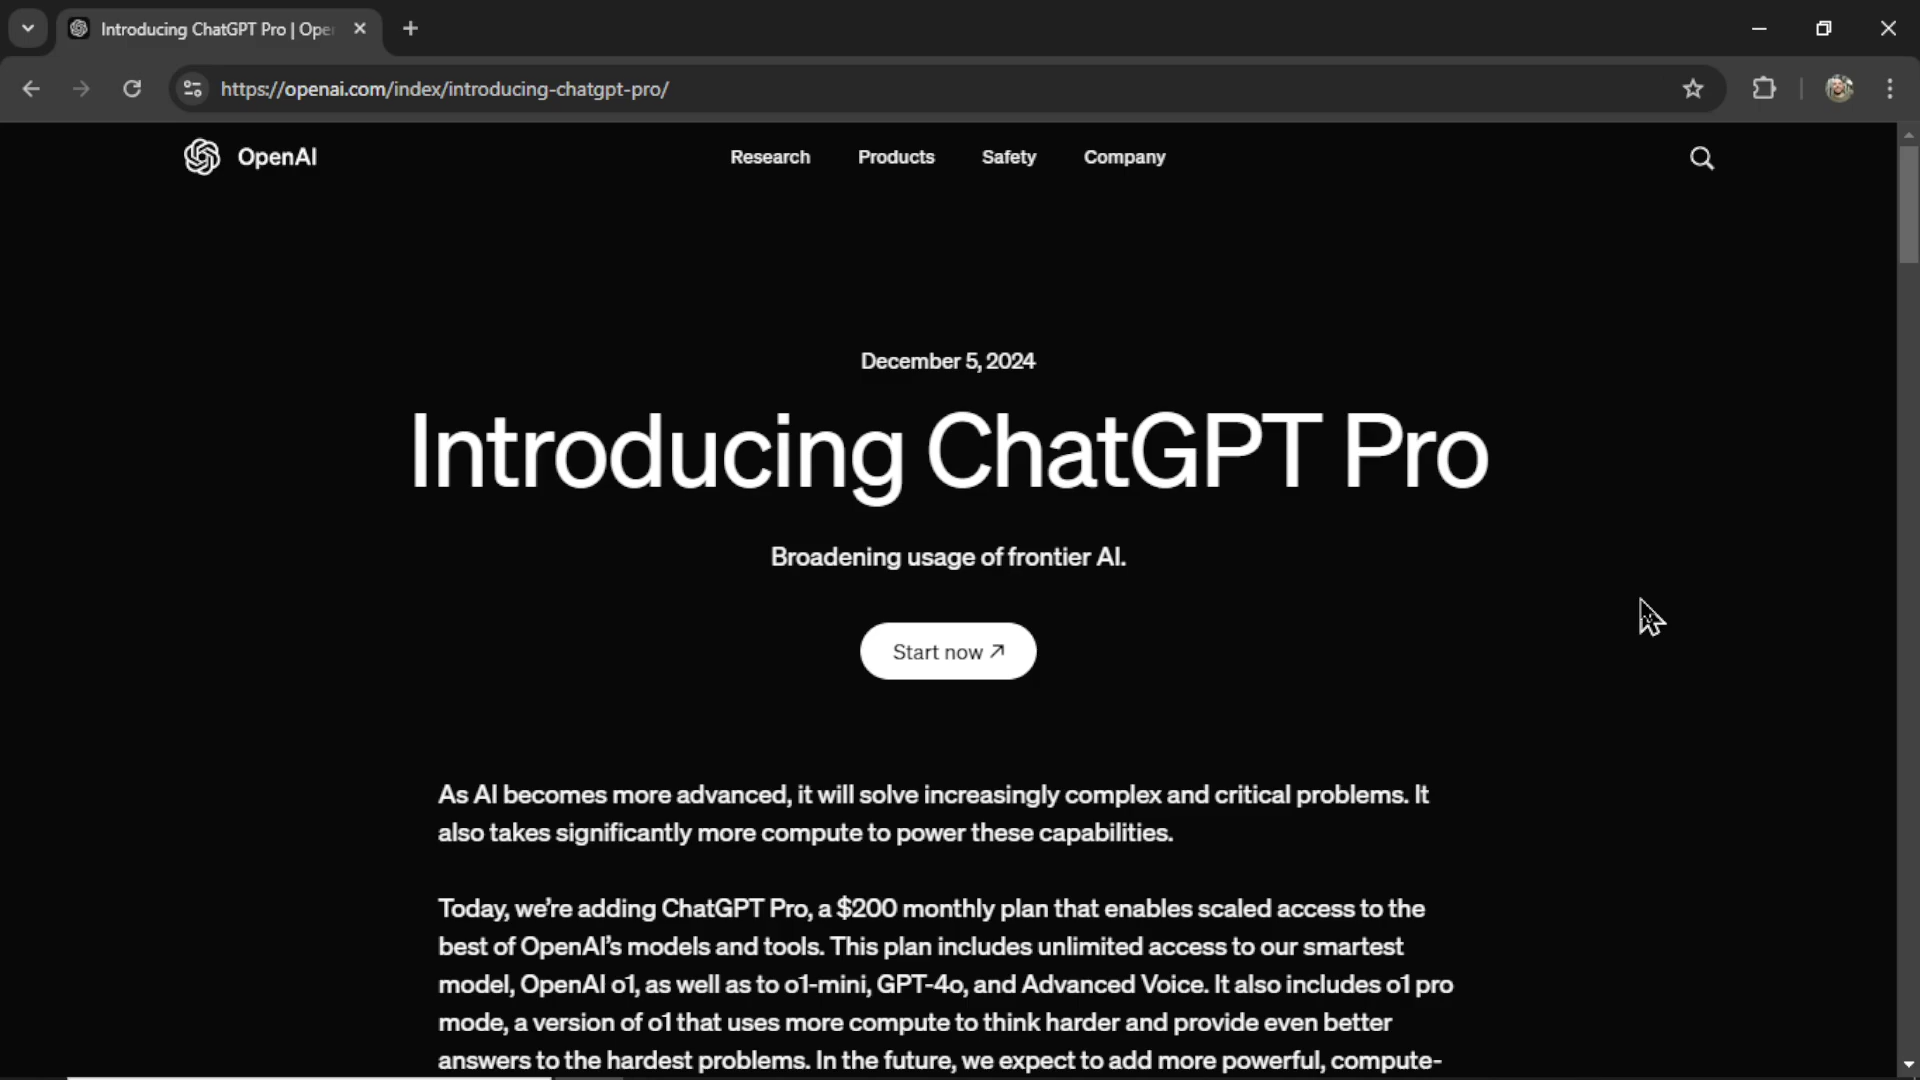 Introducing ChatGPT Pro | Ope
https://openai.com/index/introducing-chatgpt-pro/
OpenAI
Research
Products
Safety
Company
December 5, 2024
Introducing ChatGPT Pro
Broadening usage of frontier AI.
Start now ↗
As AI becomes more advanced, it will solve increasingly complex and critical problems. It
also takes significantly more compute to power these capabilities.
Today, we’re adding ChatGPT Pro, a $200 monthly plan that enables scaled access to the
best of OpenAI’s models and tools. This plan includes unlimited access to our smartest
model, OpenAI o1, as well as to o1-mini, GPT-4o, and Advanced Voice. It also includes o1 pro
mode, a version of o1 that uses more compute to think harder and provide even better
answers to the hardest problems. In the future, we expect to add more powerful, compute-